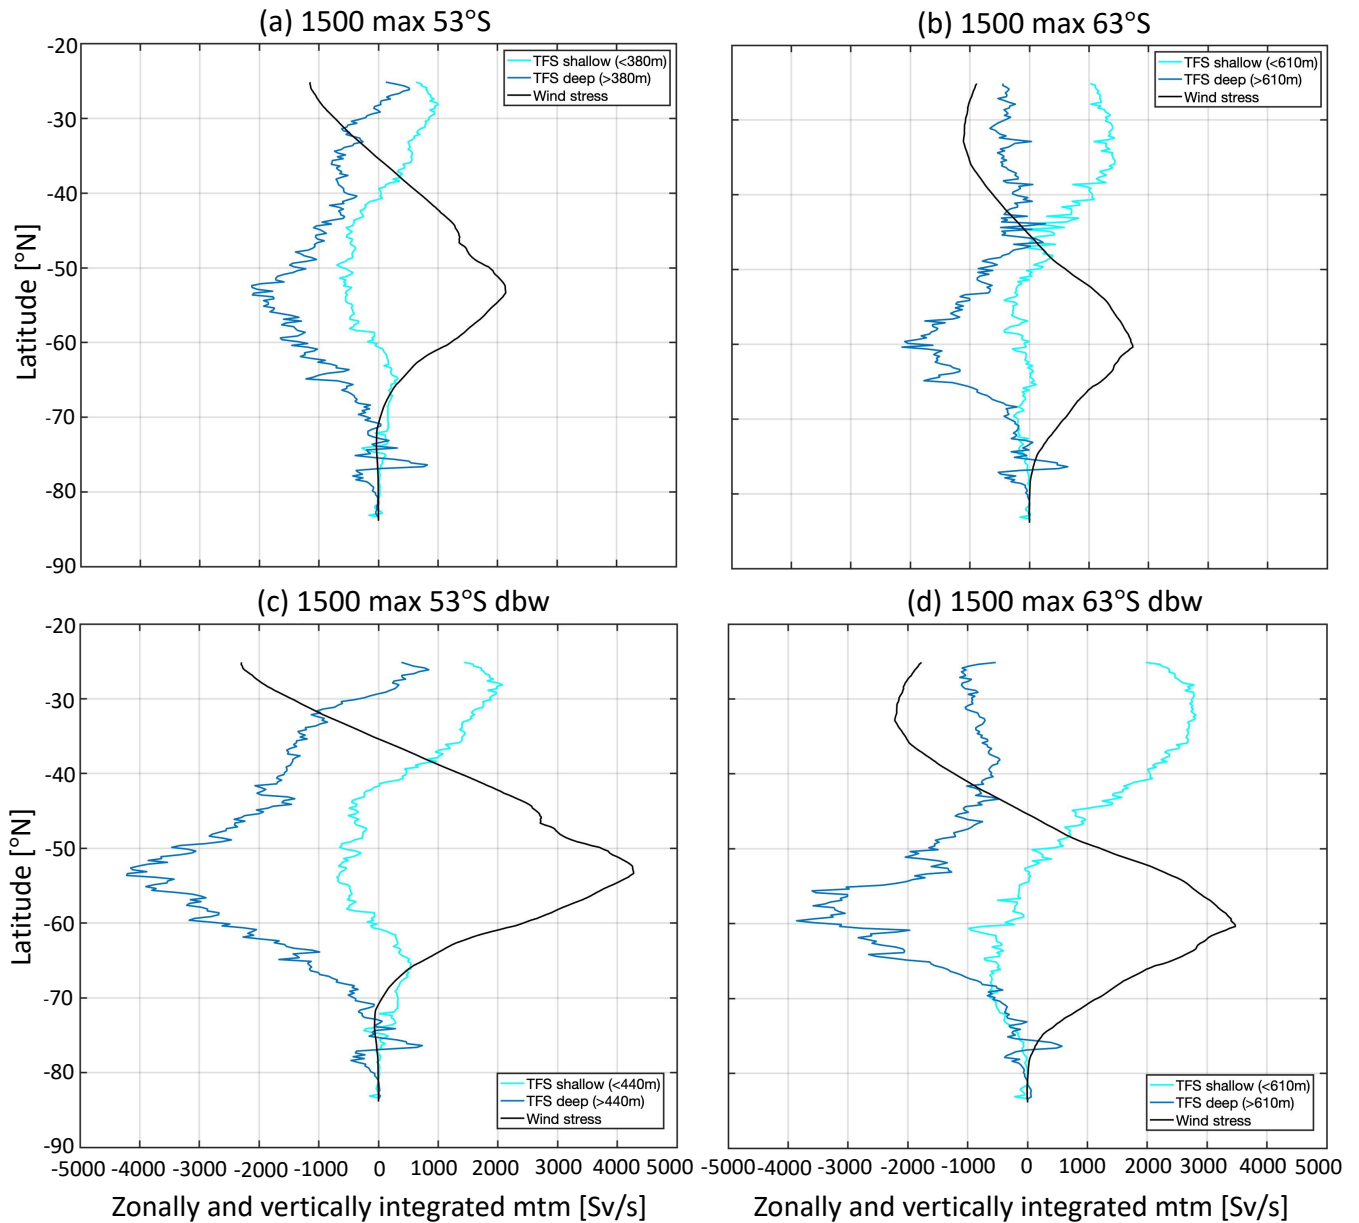 (a) 1500 max 53°S
(b) 1500 max 63°S
-20
-30
-40
-50
-60
-70
-80
-90
Latitude [°N]
TFS shallow (<380m)
TFS deep (>380m)
Wind stress
TFS shallow (<610m)
TFS deep (>610m)
Wind stress
(c) 1500 max 53°S dbw
(d) 1500 max 63°S dbw
-20
-30
-40
-50
-60
-70
-80
-90
Latitude [°N]
TFS shallow (<440m)
TFS deep (>440m)
Wind stress
TFS shallow (<610m)
TFS deep (>610m)
Wind stress
-5000 -4000 -3000 -2000 -1000 0 1000 2000 3000 4000 5000
-5000 -4000 -3000 -2000 -1000 0 1000 2000 3000 4000 5000
Zonally and vertically integrated mtm [Sv/s]
Zonally and vertically integrated mtm [Sv/s]